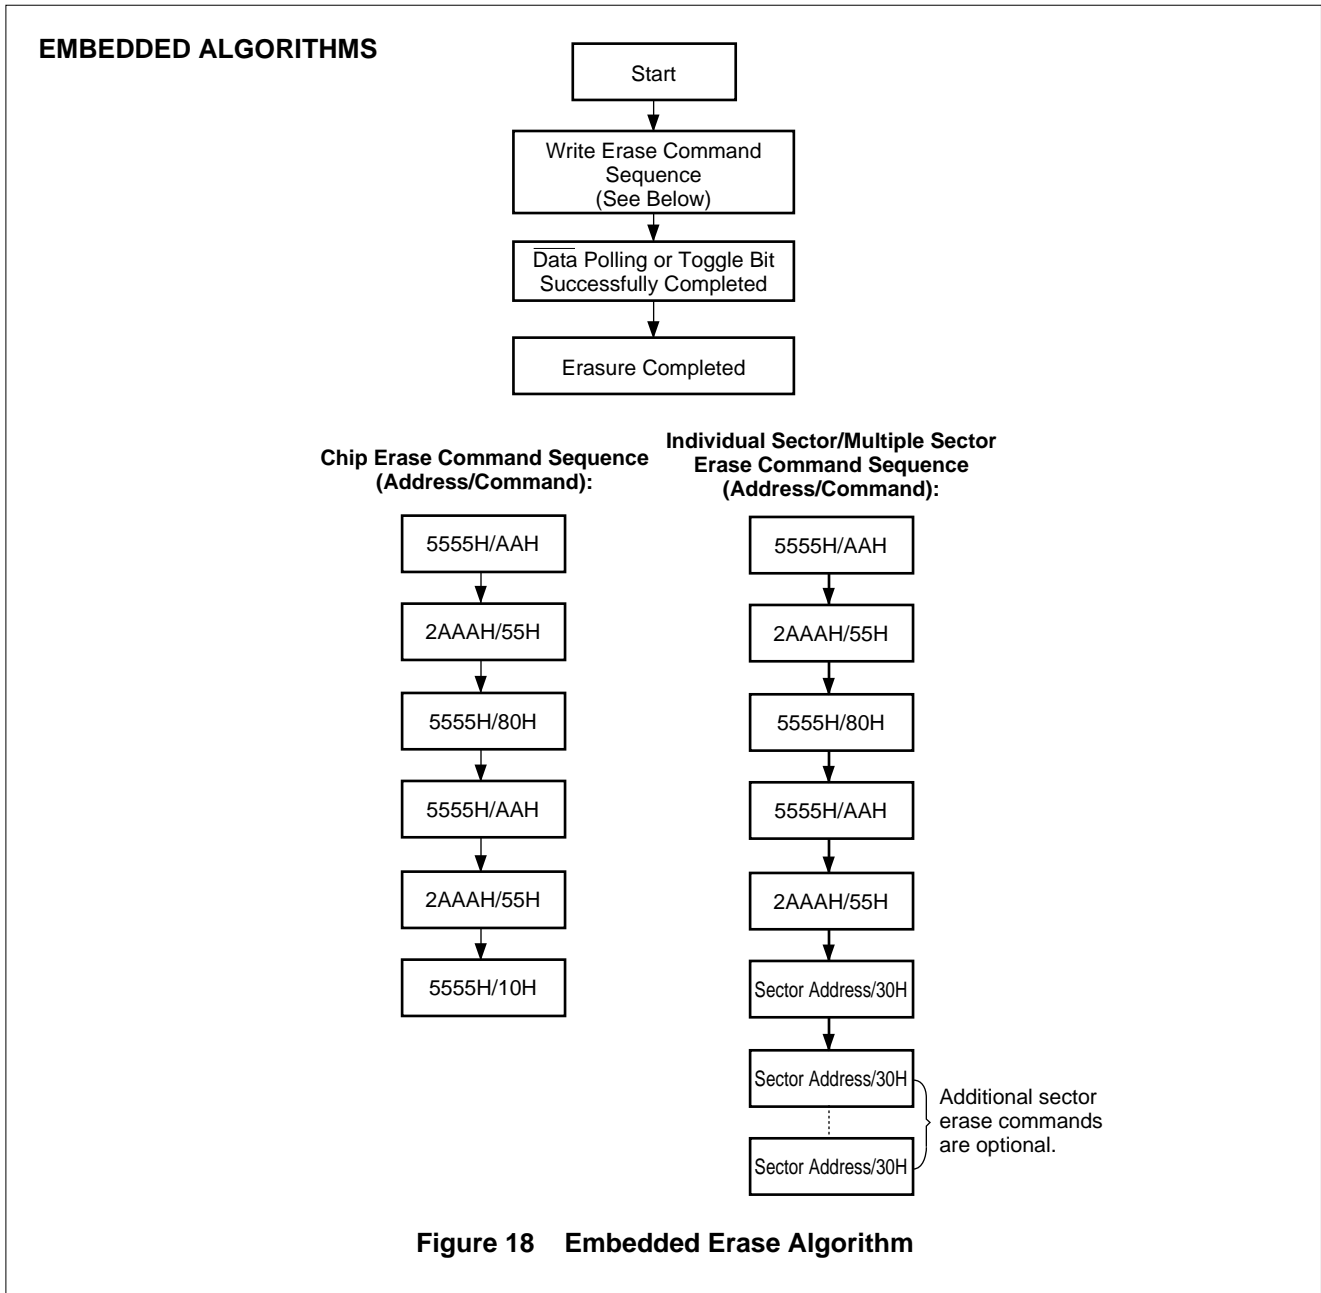 EMBEDDED ALGORITHMS
Start
Write Erase Command
Sequence
(See Below)
Data Polling or Toggle Bit
Successfully Completed
Erasure Completed
Chip Erase Command Sequence
(Address/Command):
5555H/AAH
2AAAH/55H
5555H/80H
5555H/AAH
2AAAH/55H
5555H/10H
Individual Sector/Multiple Sector
Erase Command Sequence
(Address/Command):
5555H/AAH
2AAAH/55H
5555H/80H
5555H/AAH
2AAAH/55H
Sector Address/30H
Sector Address/30H
Sector Address/30H
Additional sector
erase commands
are optional.
Figure 18 Embedded Erase Algorithm